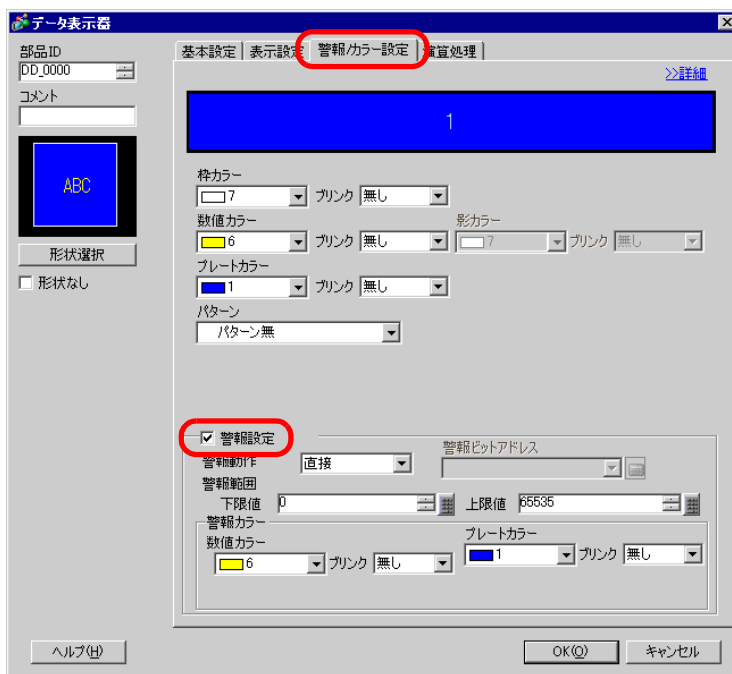 データ表示器
部品ID
DD_0000
コメント
ABC
形状選択
形状なし
基本設定 表示設定 警報/カラー設定 演算処理
>>詳細
1
枠カラー
7 ブリンク 無し
数値カラー 影カラー
6 ブリンク 無し 7 ブリンク 無し
プレートカラー
1 ブリンク 無し
パターン
パターン無
警報設定
警報動作 直接 警報ビットアドレス
警報範囲
下限値 0 上限値 65535
警報カラー
数値カラー プレートカラー
6 ブリンク 無し 1 ブリンク 無し
ヘルプ(H) OK(O) キャンセル